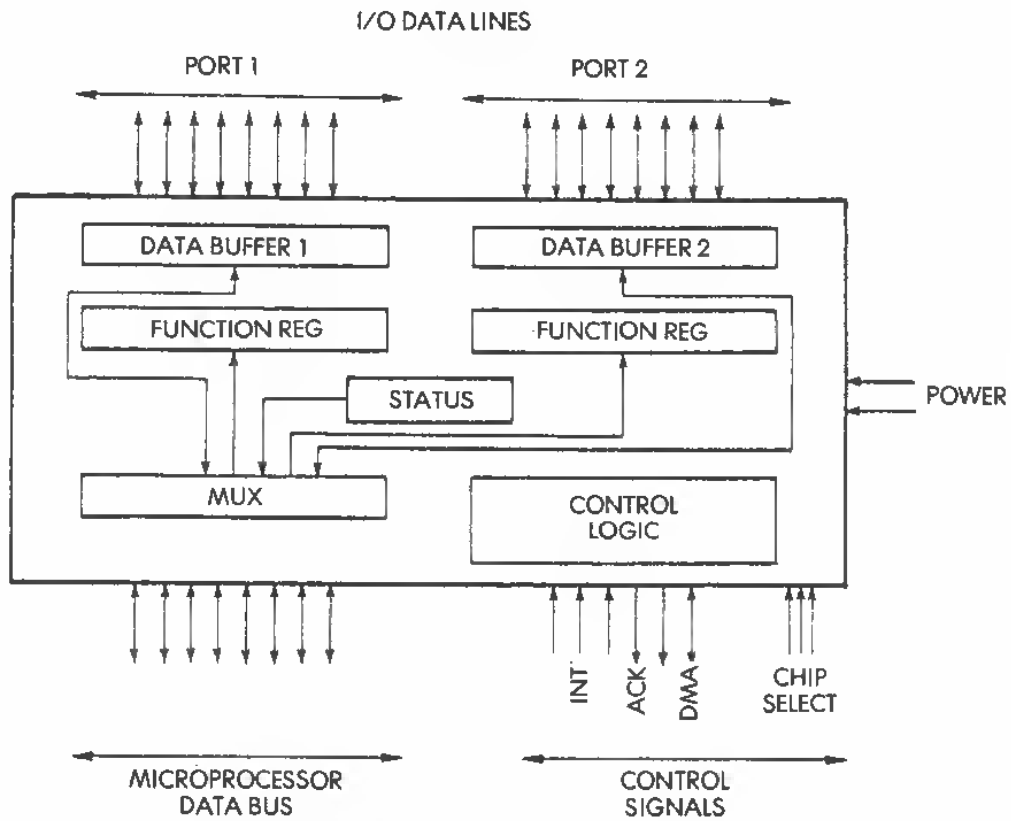 I/O DATA LINES
PORT 1
PORT 2
DATA BUFFER 1
DATA BUFFER 2
FUNCTION REG
FUNCTION REG
STATUS
POWER
MUX
CONTROL
LOGIC
INT
ACK
DMA
CHIP
SELECT
MICROPROCESSOR
DATA BUS
CONTROL
SIGNALS